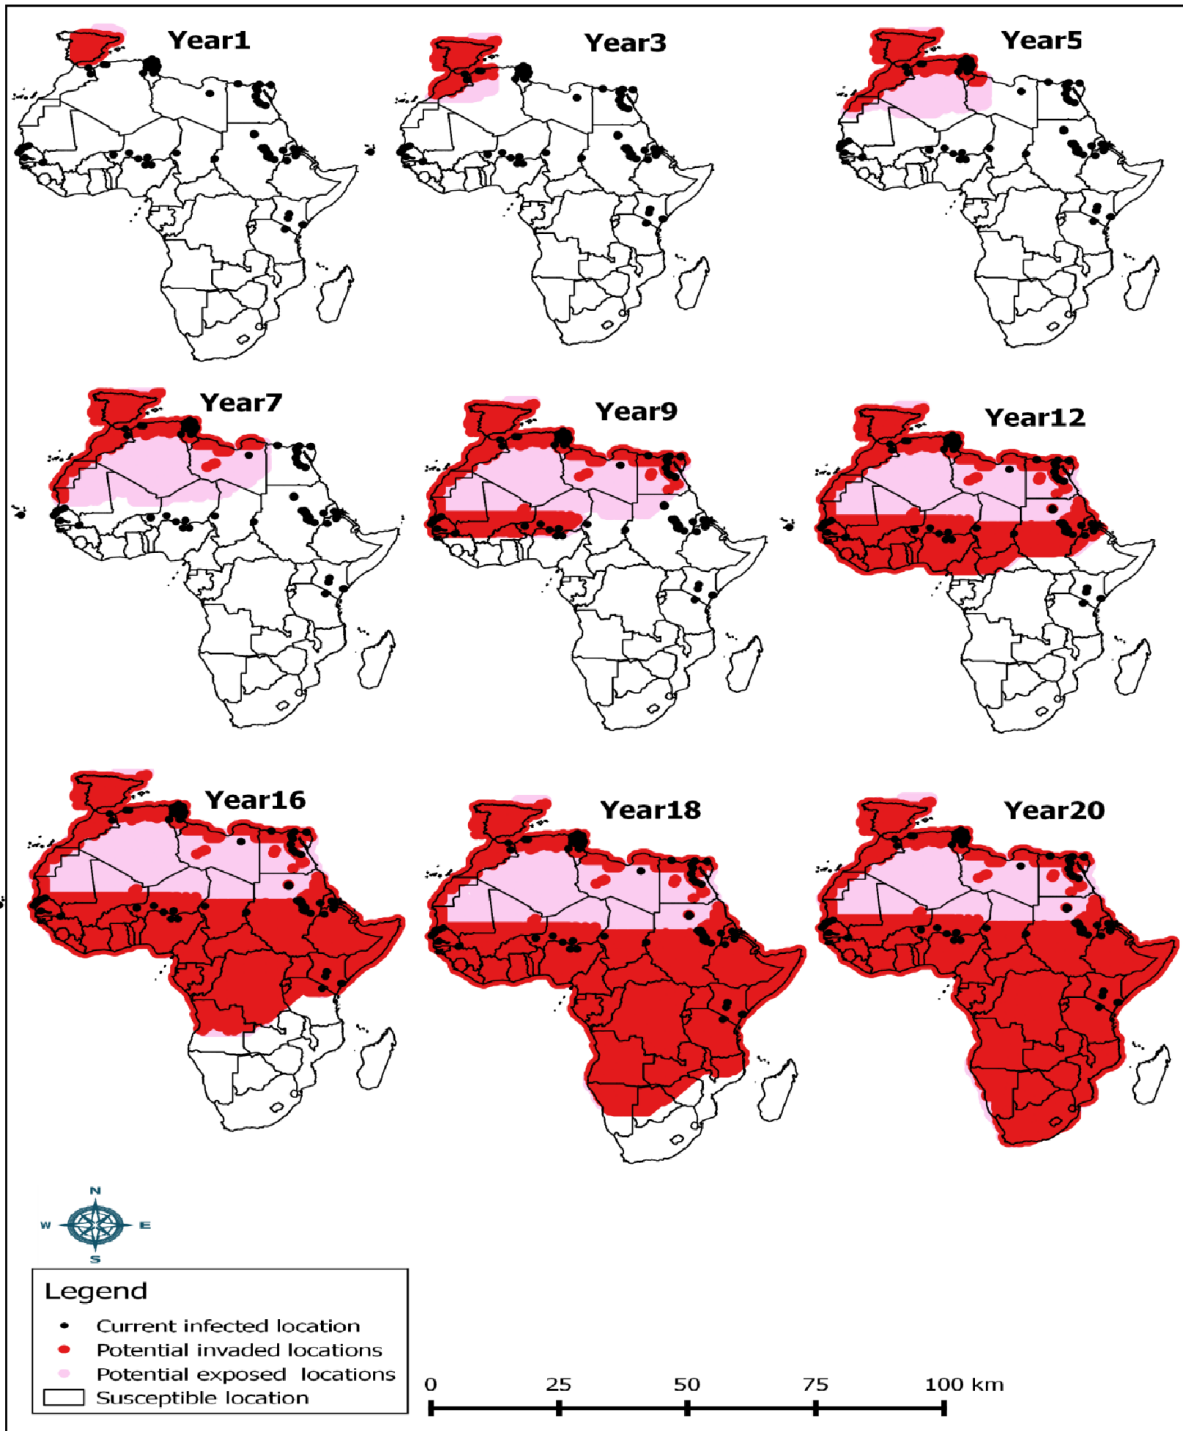 Year1
Year3
Year5
Year7
Year9
Year12
Year16
Year18
Year20
N
W E
S
Legend
Current infected location
Potential invaded locations
Potential exposed locations
Susceptible location
0 25 50 75 100 km